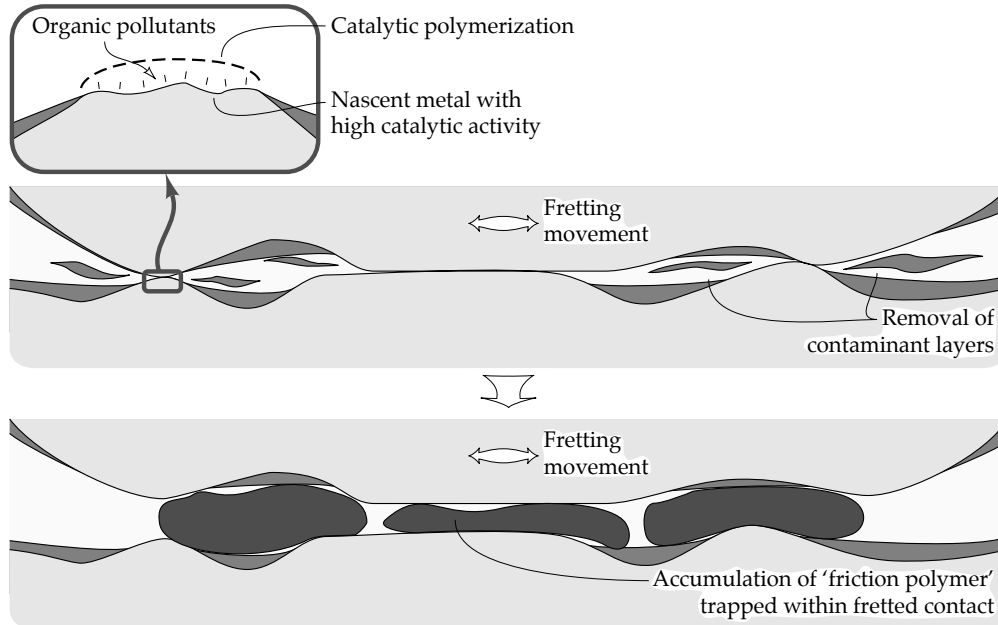 Organic pollutants
Catalytic polymerization
Nascent metal with
high catalytic activity
Fretting
movement
Removal of
contaminant layers
Fretting
movement
Accumulation of ‘friction polymer’
trapped within fretted contact